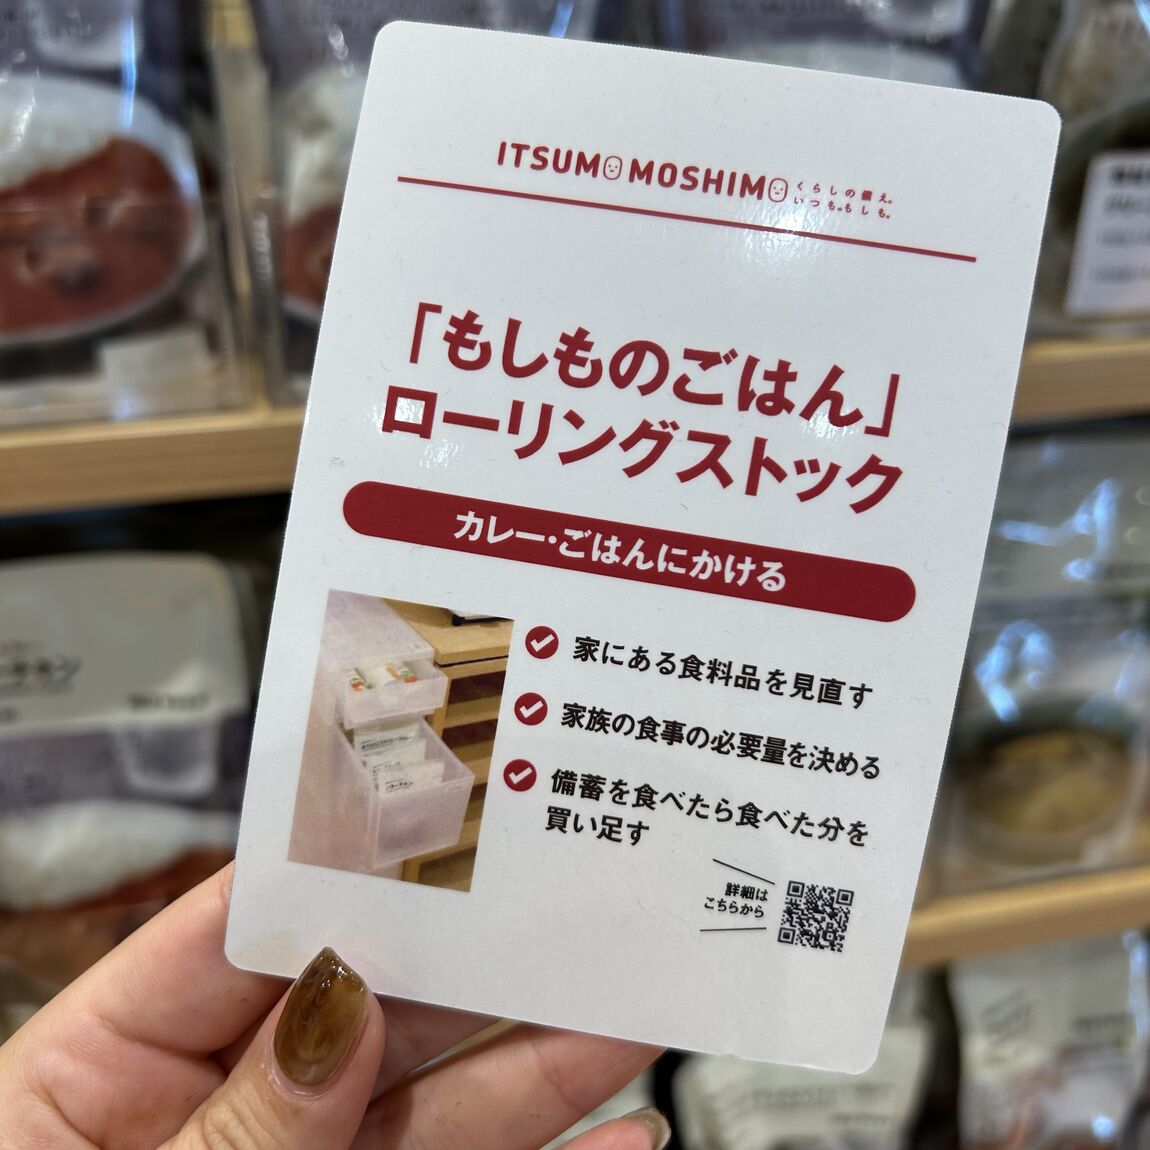 ITSUMO MOSHIMO
くらしの備え。
いつも。もしも。
「もしものごはん」
ローリングストック
カレー・ごはんにかける
家にある食料品を見直す
家族の食事の必要量を決める
備蓄を食べたら食べた分を
買い足す
詳細は
こちらから